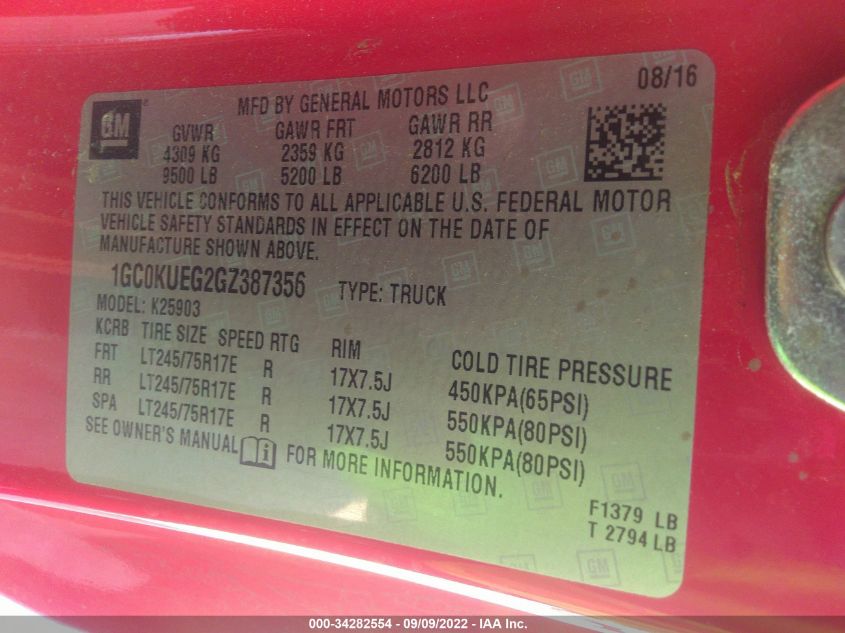 GM
MFD BY GENERAL MOTORS LLC
08/16
GVWR GAWR FRT GAWR RR
4309 KG 2359 KG 2812 KG
9500 LB 5200 LB 6200 LB
THIS VEHICLE CONFORMS TO ALL APPLICABLE U.S. FEDERAL MOTOR
VEHICLE SAFETY STANDARDS IN EFFECT ON THE DATE OF
MANUFACTURE SHOWN ABOVE.
1GC0KUEG2GZ387356 TYPE: TRUCK
MODEL: K25903
KCRB TIRE SIZE SPEED RTG RIM COLD TIRE PRESSURE
FRT LT245/75R17E R 17X7.5J 450KPA(65PSI)
RR LT245/75R17E R 17X7.5J 550KPA(80PSI)
SPA LT245/75R17E R 17X7.5J 550KPA(80PSI)
SEE OWNER'S MANUAL FOR MORE INFORMATION.
F1379 LB
T 2794 LB
000-34282554 - 09/09/2022 - IAA Inc.